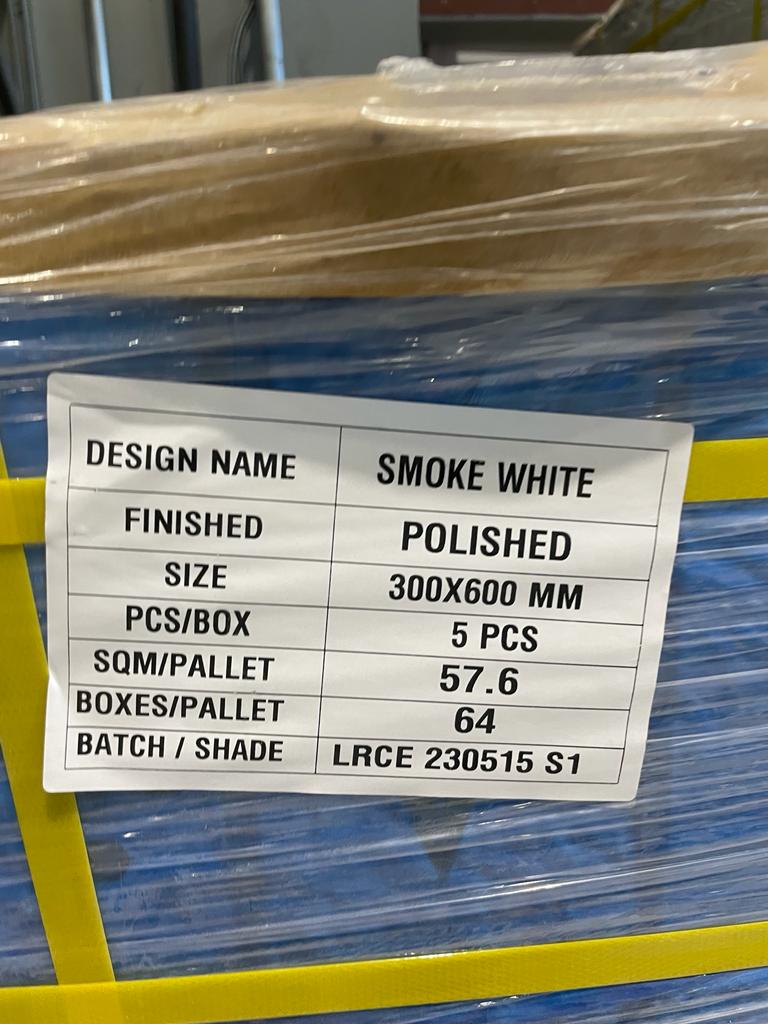 DESIGN NAME SMOKE WHITE
FINISHED POLISHED
SIZE 300X600 MM
PCS/BOX 5 PCS
SQM/PALLET 57.6
BOXES/PALLET 64
BATCH / SHADE LRCE 230515 S1